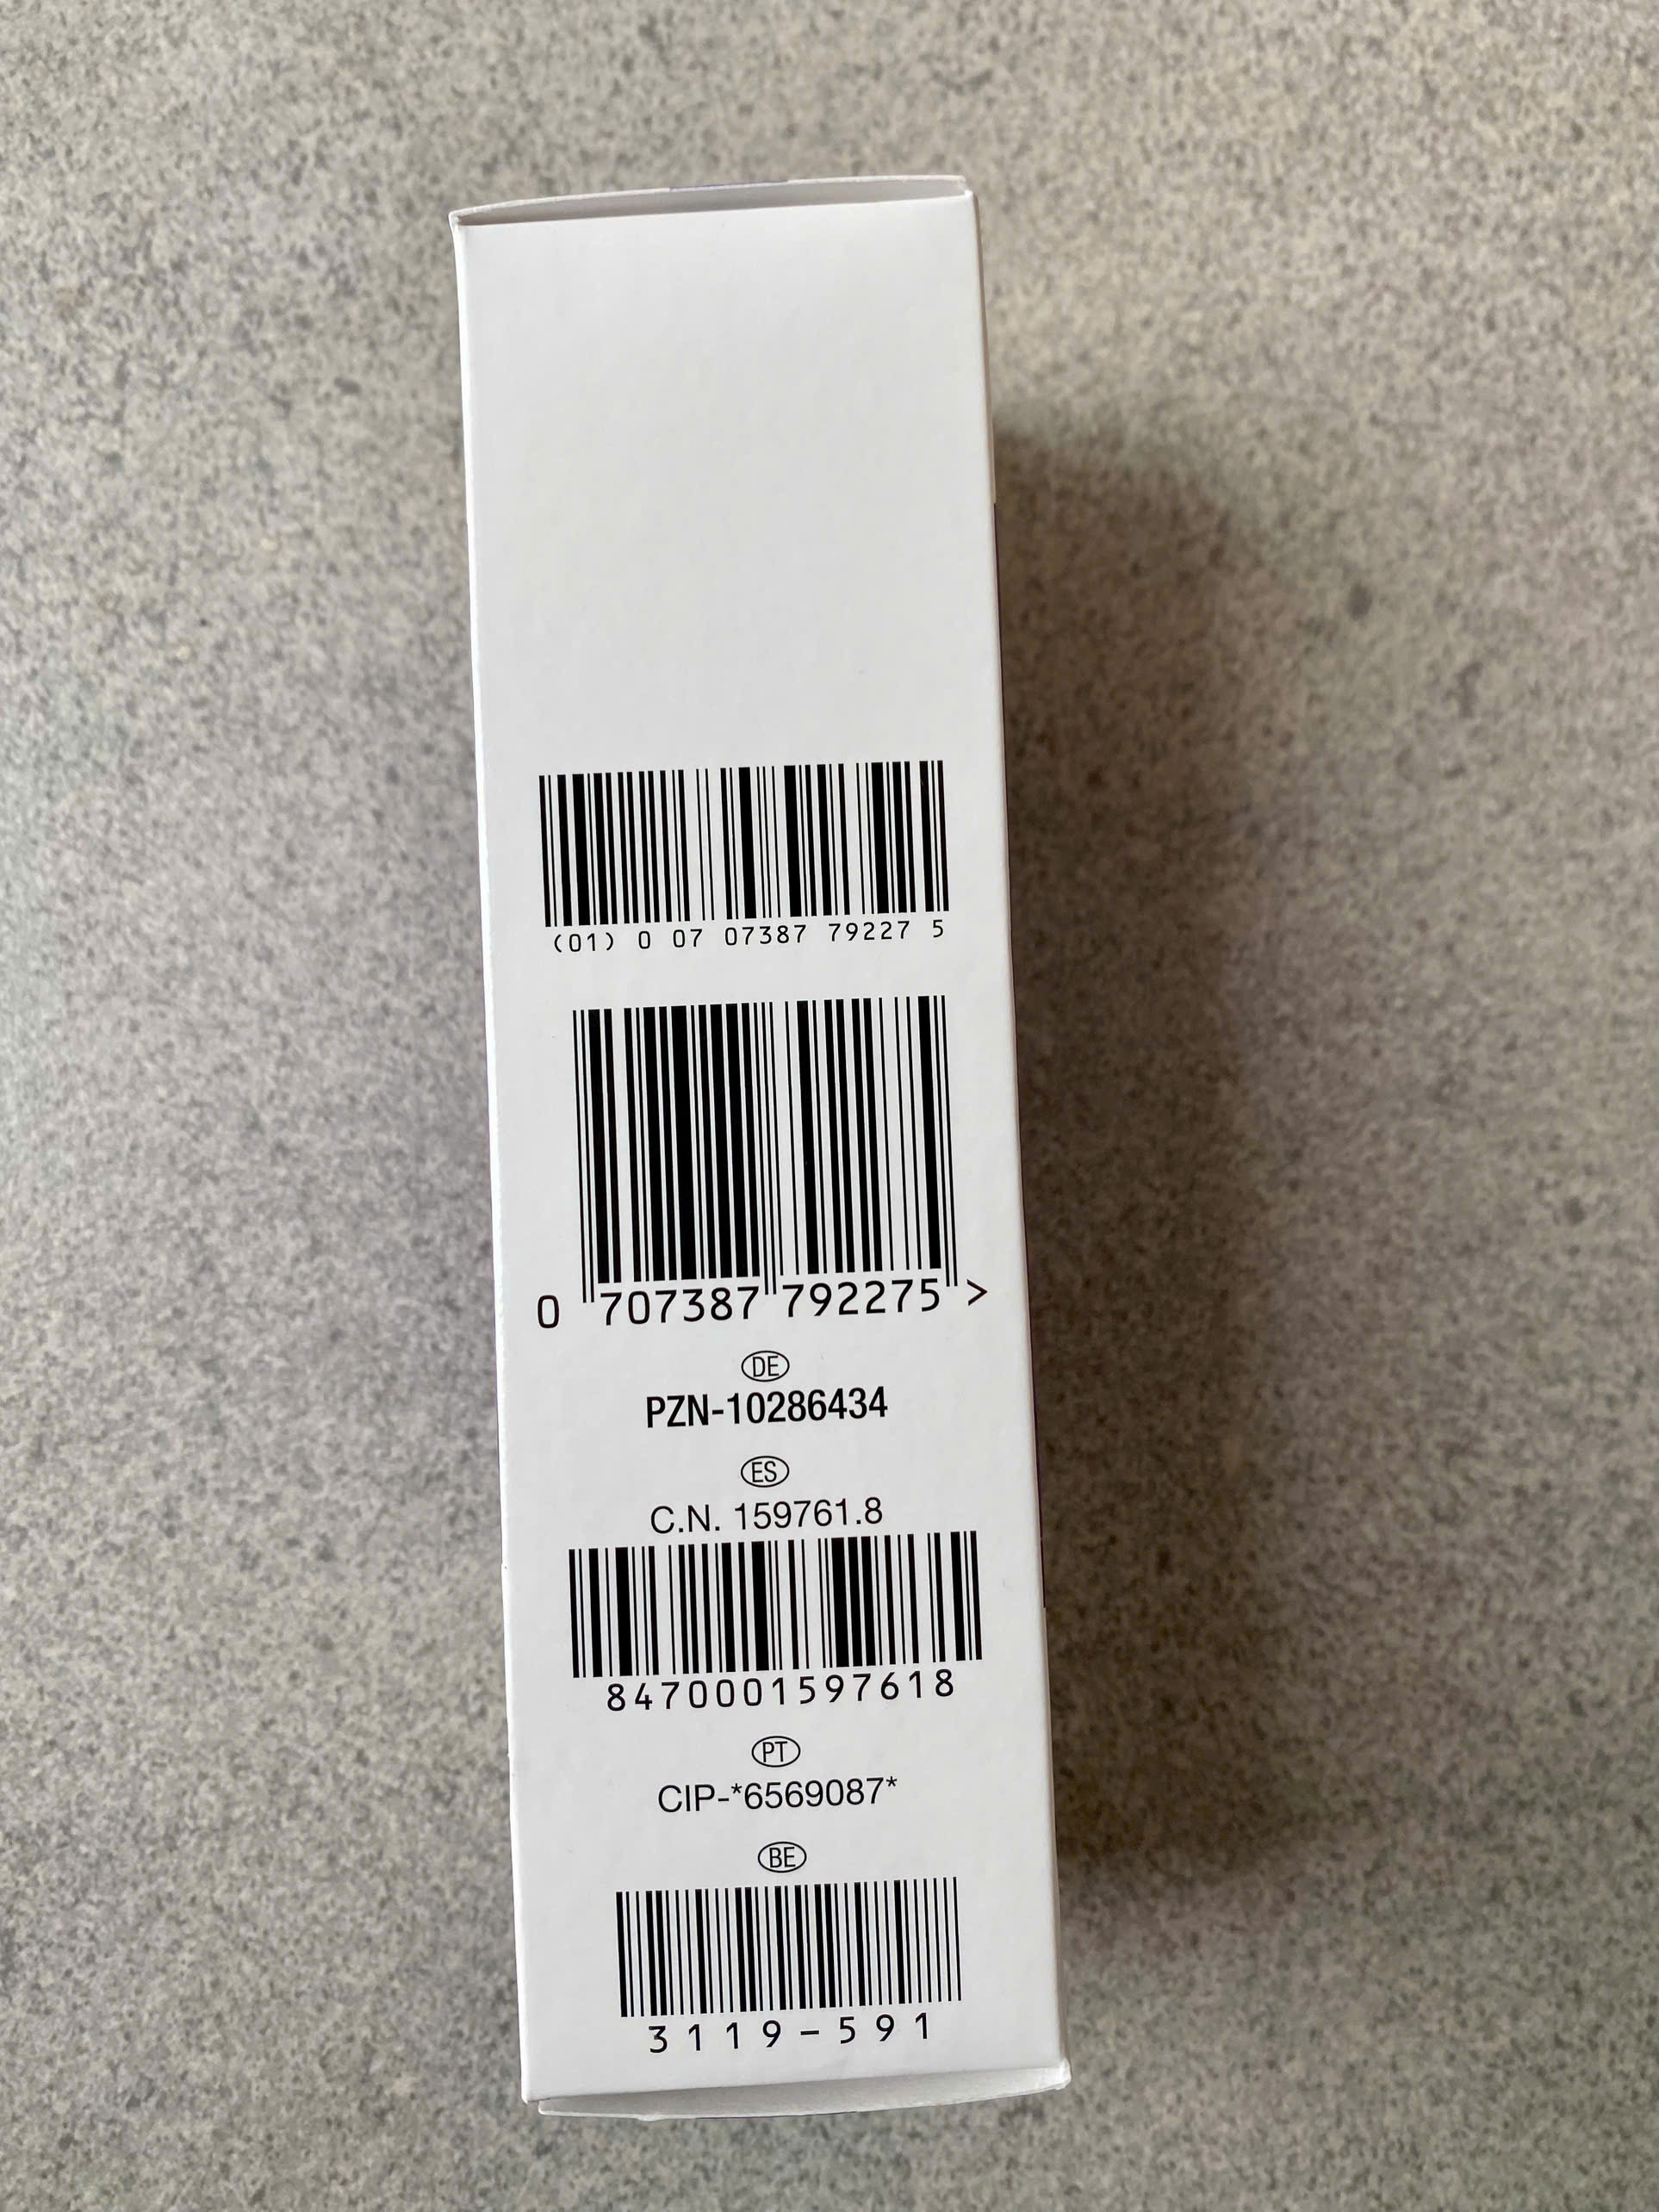 (01) 0 07 07387 79227 5
0 707387 792275 >
DE
PZN-10286434
ES
C.N. 159761.8
8470001597618
PT
CIP-*6569087*
BE
3119-591